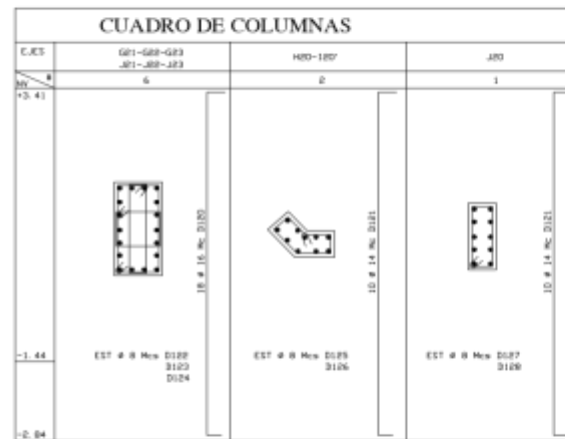 CUADRO DE COLUMNAS
EJES
G21-G22-G23
J21-J22-J23
H20-120'
J20
NV
#
6
2
1
+3.41
18 ø 16 Mc D120
10 ø 14 Mc D121
10 ø 14 Mc D121
-1.44
EST ø 8 Mcs D122
D123
D124
EST ø 8 Mcs D125
D126
EST ø 8 Mcs D127
D128
-2.84